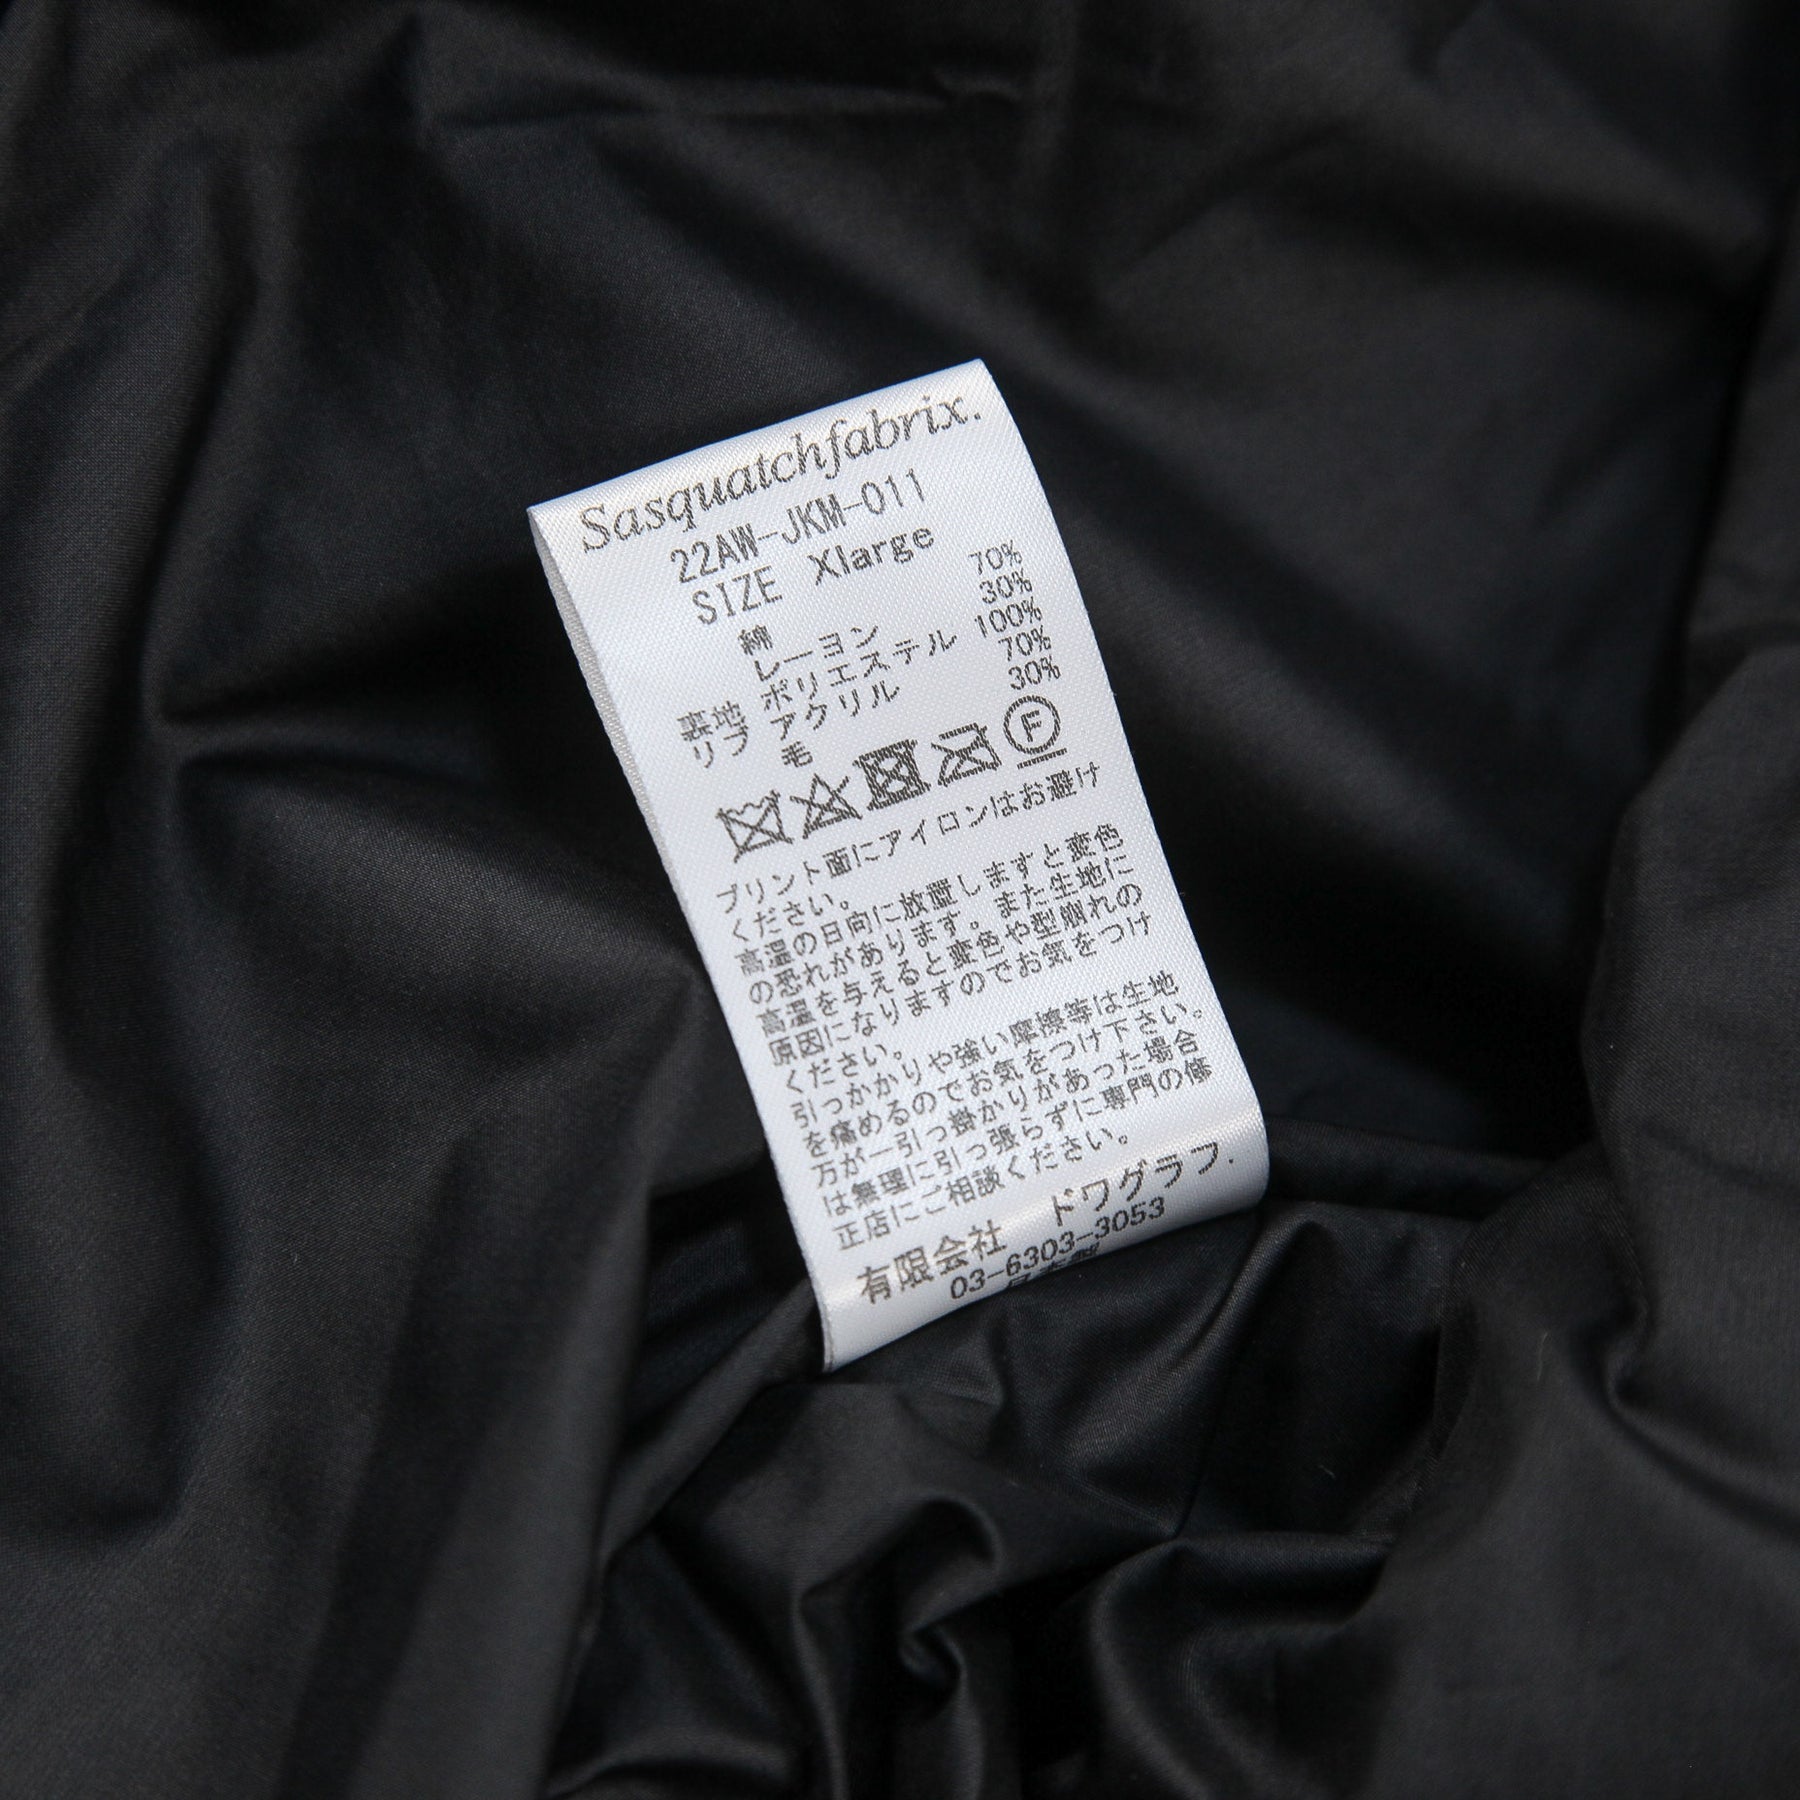 Sasquatchfabrix.
22AW-JKM-011
SIZE Xlarge
綿 70%
レーヨン 30%
裏地 ポリエステル 100%
リブ アクリル 70%
毛 30%
F
プリント面にアイロンはお避け
ください。
高温の日向に放置しますと変色
の恐れがあります。また生地に
高温を与えると変色や型崩れの
原因になりますのでお気をつけ
ください。
引っかかりや強い摩擦等は生地
を痛めるのでお気をつけ下さい。
万が一引っ掛かりがあった場合
は無理に引っ張らずに専門の修
正店にご相談ください。
有限会社 ドワグラフ.
03-6303-3053